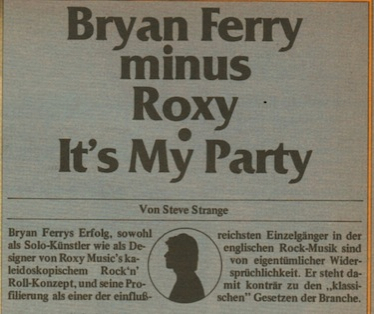 Bryan Ferry
minus
Roxy
•
It's My Party
Von Steve Strange
Bryan Ferrys Erfolg, sowohl
als Solo-Künstler wie als De-
signer von Roxy Music's ka-
leidoskopischem Rock'n'
Roll-Konzept, und seine Pro-
filierung als einer der einfluß-
reichsten Einzelgänger in der
englischen Rock-Musik sind
von eigentümlicher Wider-
sprüchlichkeit. Er steht da-
mit konträr zu den „klassi-
schen" Gesetzen der Branche.